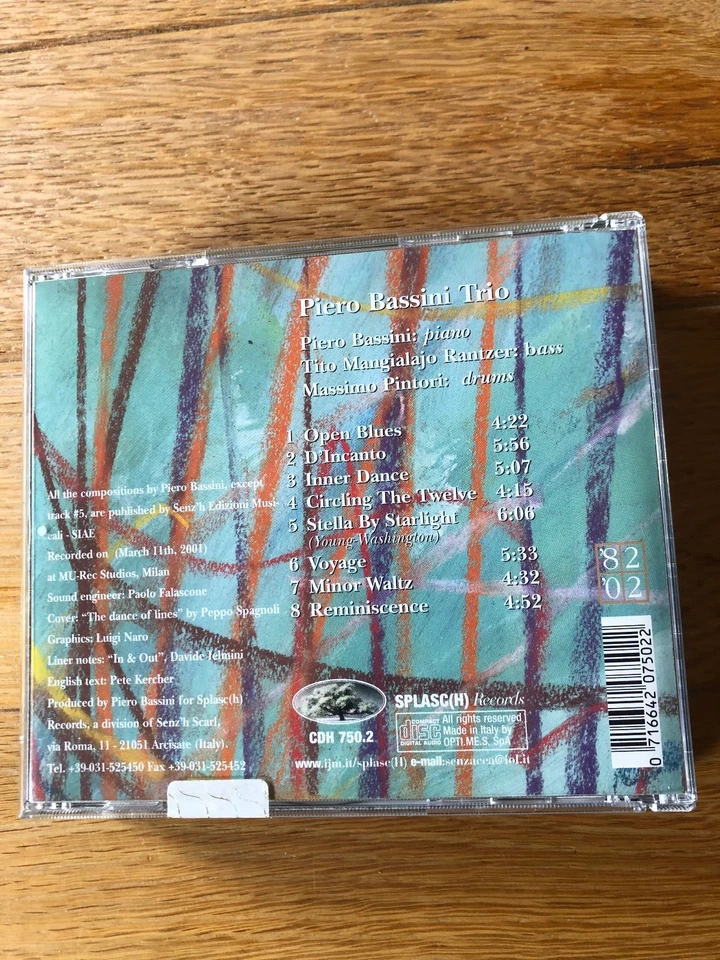 Piero Bassini Trio
Piero Bassini: piano
Tito Mangialajo Rantzer: bass
Massimo Pintori: drums
1 Open Blues 4:22
2 D'Incanto 5:56
3 Inner Dance 5:07
4 Circling The Twelve 4:15
5 Stella By Starlight 6:06
(Young-Washington)
6 Voyage 5:33
7 Minor Waltz 4:32
8 Reminiscence 4:52
All the compositions by Piero Bassini, except
track #5, are published by Senz'h Edizioni Musi-
cali - SIAE
Recorded on (March 11th, 2001)
at MU-Rec Studios, Milan
Sound engineer: Paolo Falascone
Cover: "The dance of lines" by Peppo Spagnoli
Graphics: Luigi Naro
Liner notes: "In & Out", Davide Ielmini
English text: Pete Kercher
Produced by Piero Bassini for Splasc(h)
Records, a division of Senz'h Scarl,
via Roma, 11 - 21051 Arcisate (Italy).
Tel. +39-031-525450 Fax +39-031-525452
'82
'02
SPLASC(H) Records
CDH 750.2
COMPACT
disc
DIGITAL AUDIO
All rights reserved
Made in Italy by
OPTI.ME.S, SpA
www.ijm.it/splasc(H) e-mail:senzacca@tol.it
0 716642 075022